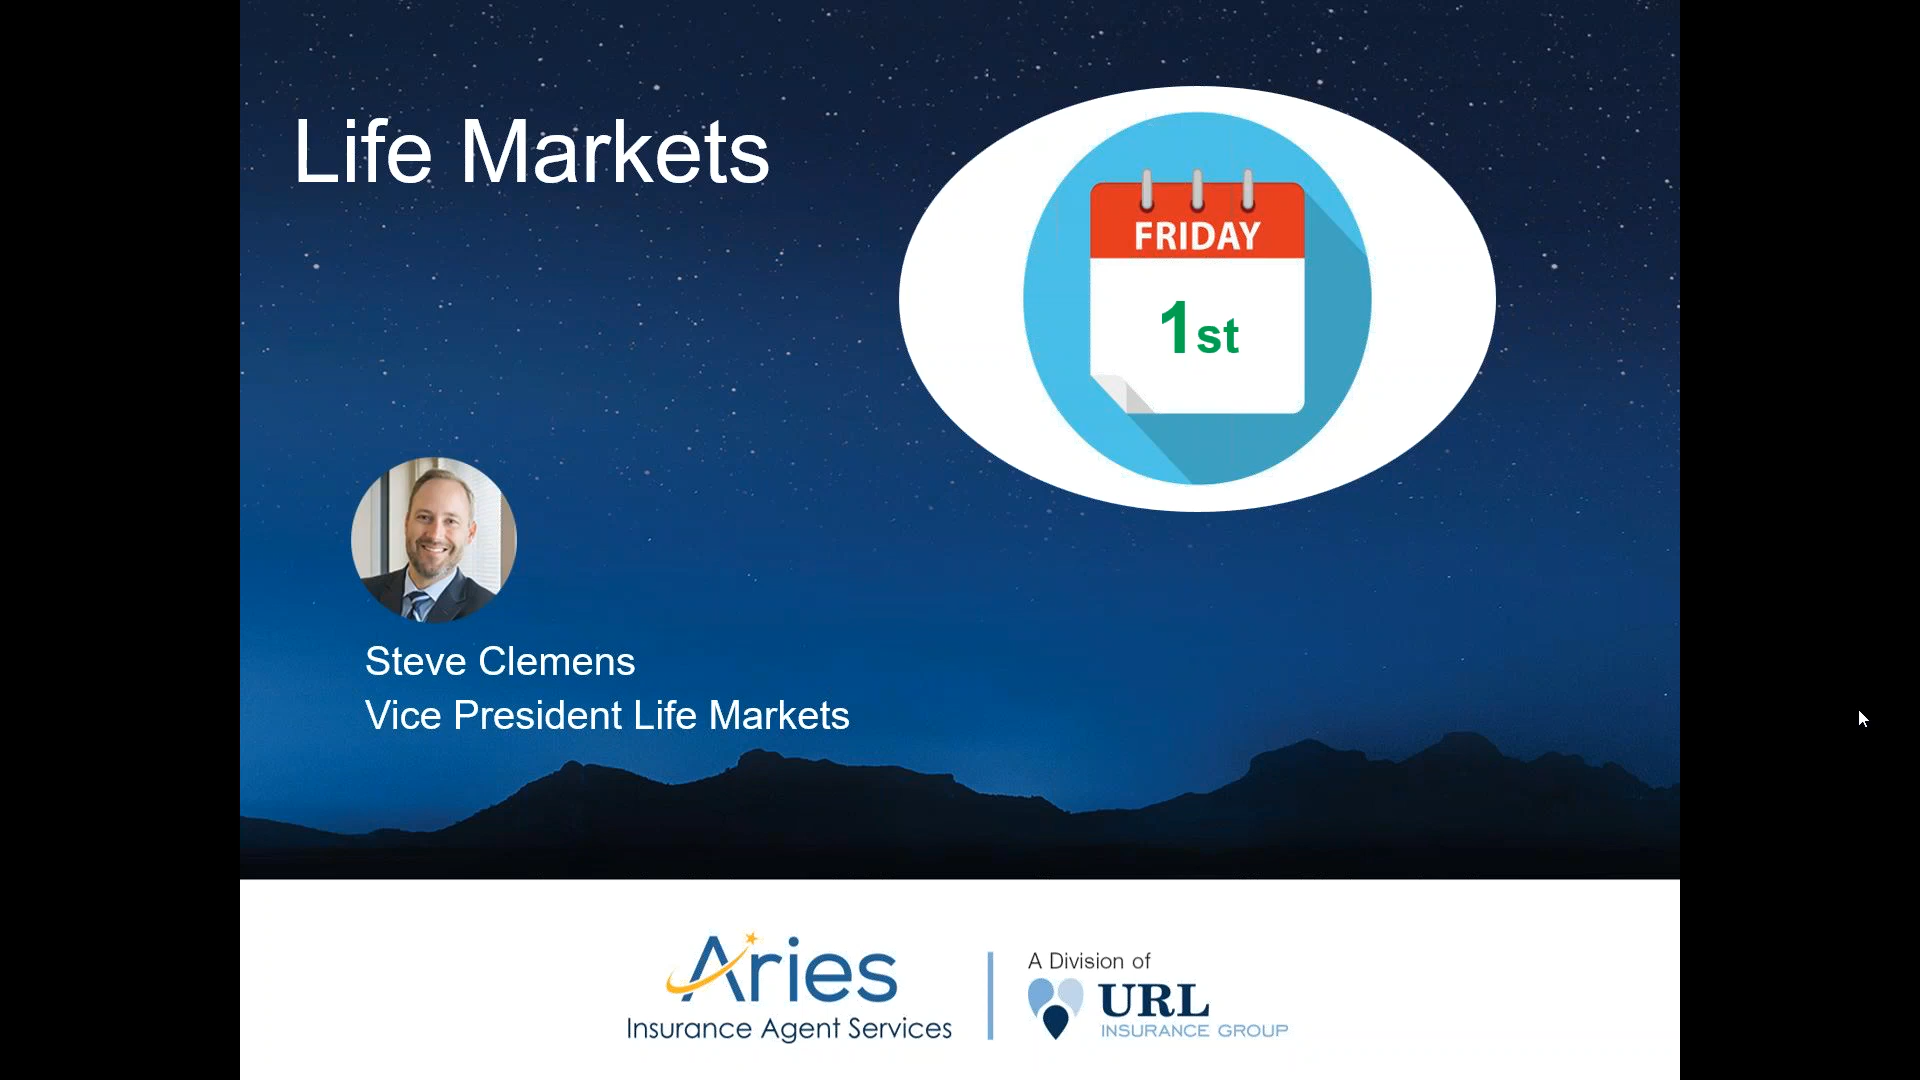 Life Markets
FRIDAY
1st
Steve Clemens
Vice President Life Markets
Aries
Insurance Agent Services
A Division of
URL
INSURANCE GROUP